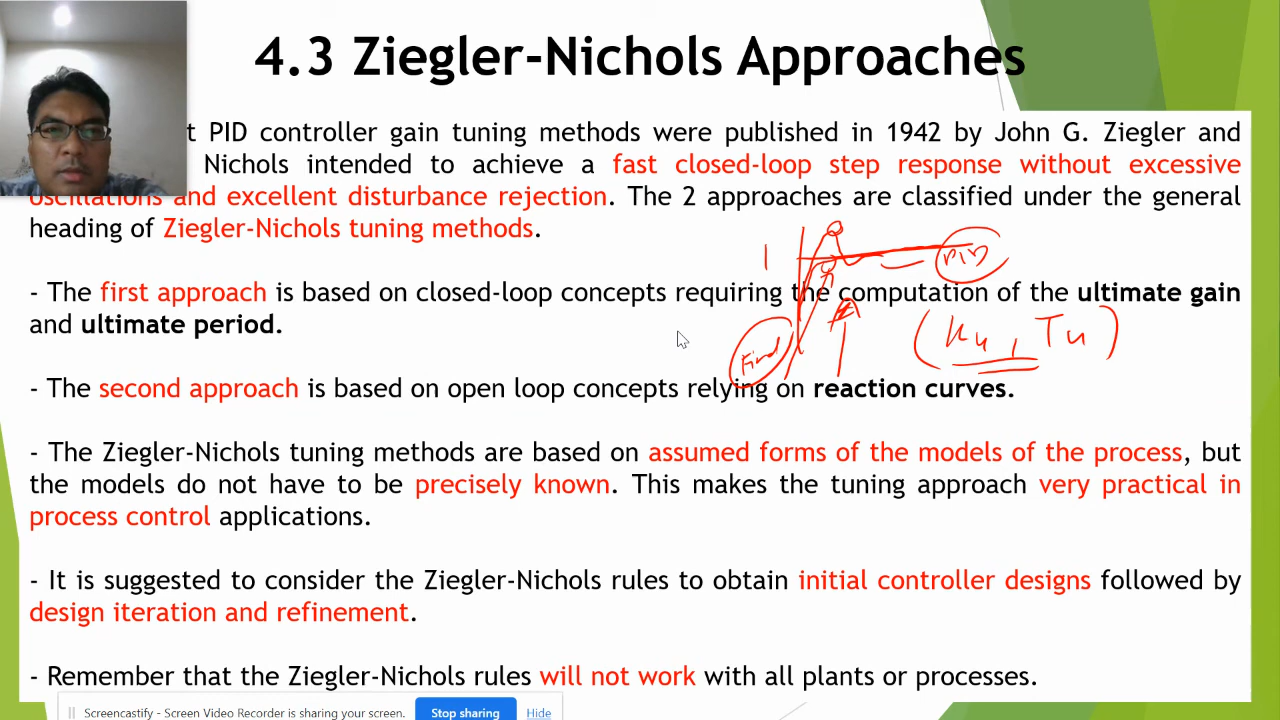 4.3 Ziegler-Nichols Approaches
t PID controller gain tuning methods were published in 1942 by John G. Ziegler and
Nichols intended to achieve a fast closed-loop step response without excessive
oscillations and excellent disturbance rejection. The 2 approaches are classified under the general
heading of Ziegler-Nichols tuning methods.
1
PID
- The first approach is based on closed-loop concepts requiring the computation of the ultimate gain
and ultimate period.
(Ku, Tu)
Find
- The second approach is based on open loop concepts relying on reaction curves.
- The Ziegler-Nichols tuning methods are based on assumed forms of the models of the process, but
the models do not have to be precisely known. This makes the tuning approach very practical in
process control applications.
- It is suggested to consider the Ziegler-Nichols rules to obtain initial controller designs followed by
design iteration and refinement.
- Remember that the Ziegler-Nichols rules will not work with all plants or processes.
Screencastify - Screen Video Recorder is sharing your screen. Stop sharing Hide